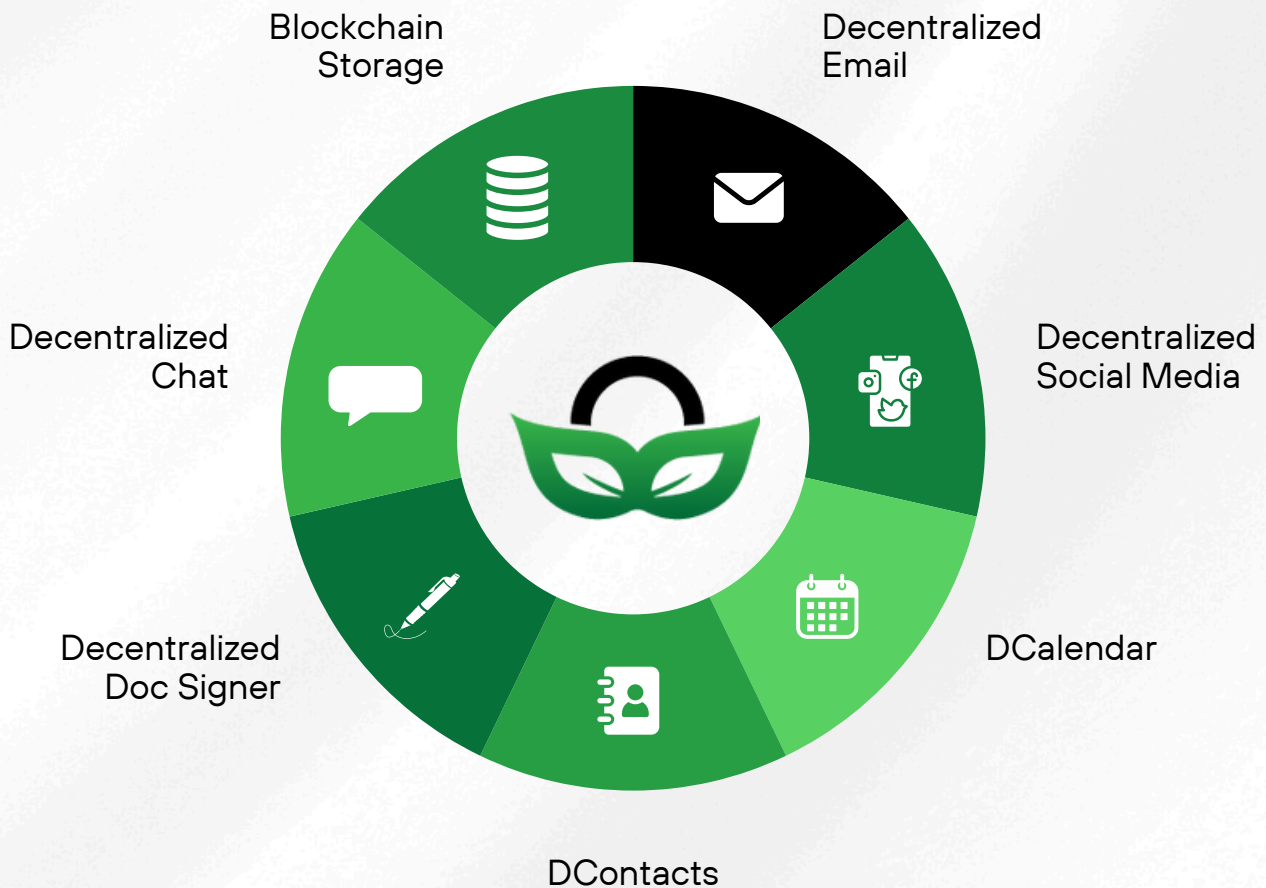 Blockchain
Storage
Decentralized
Email
Decentralized
Chat
Decentralized
Social Media
Decentralized
Doc Signer
DCalendar
DContacts